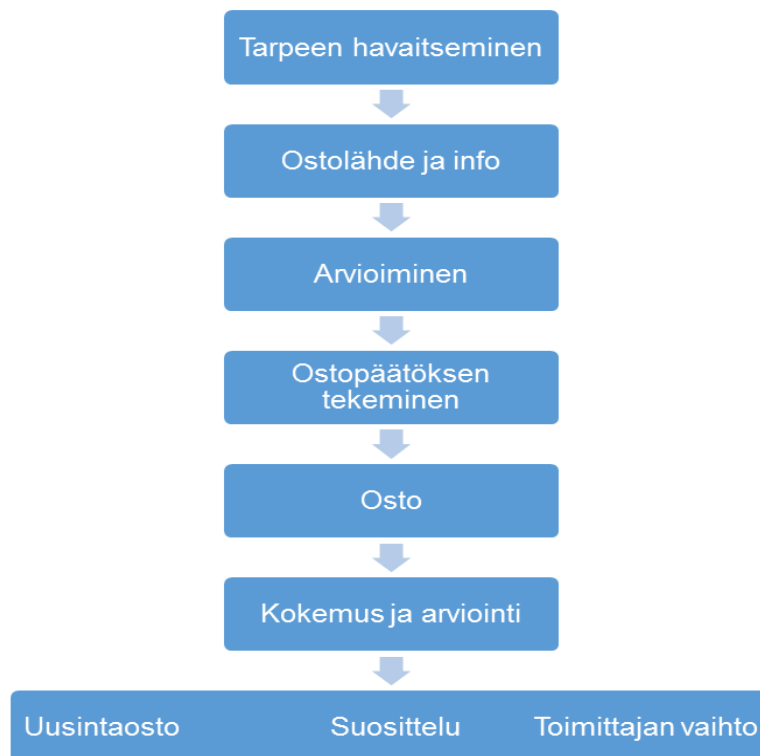 Tarpeen havaitseminen
Ostolähde ja info
Arvioiminen
Ostopäätöksen
tekeminen
Osto
Kokemus ja arviointi
Uusintaosto Suosittelu Toimittajan vaihto